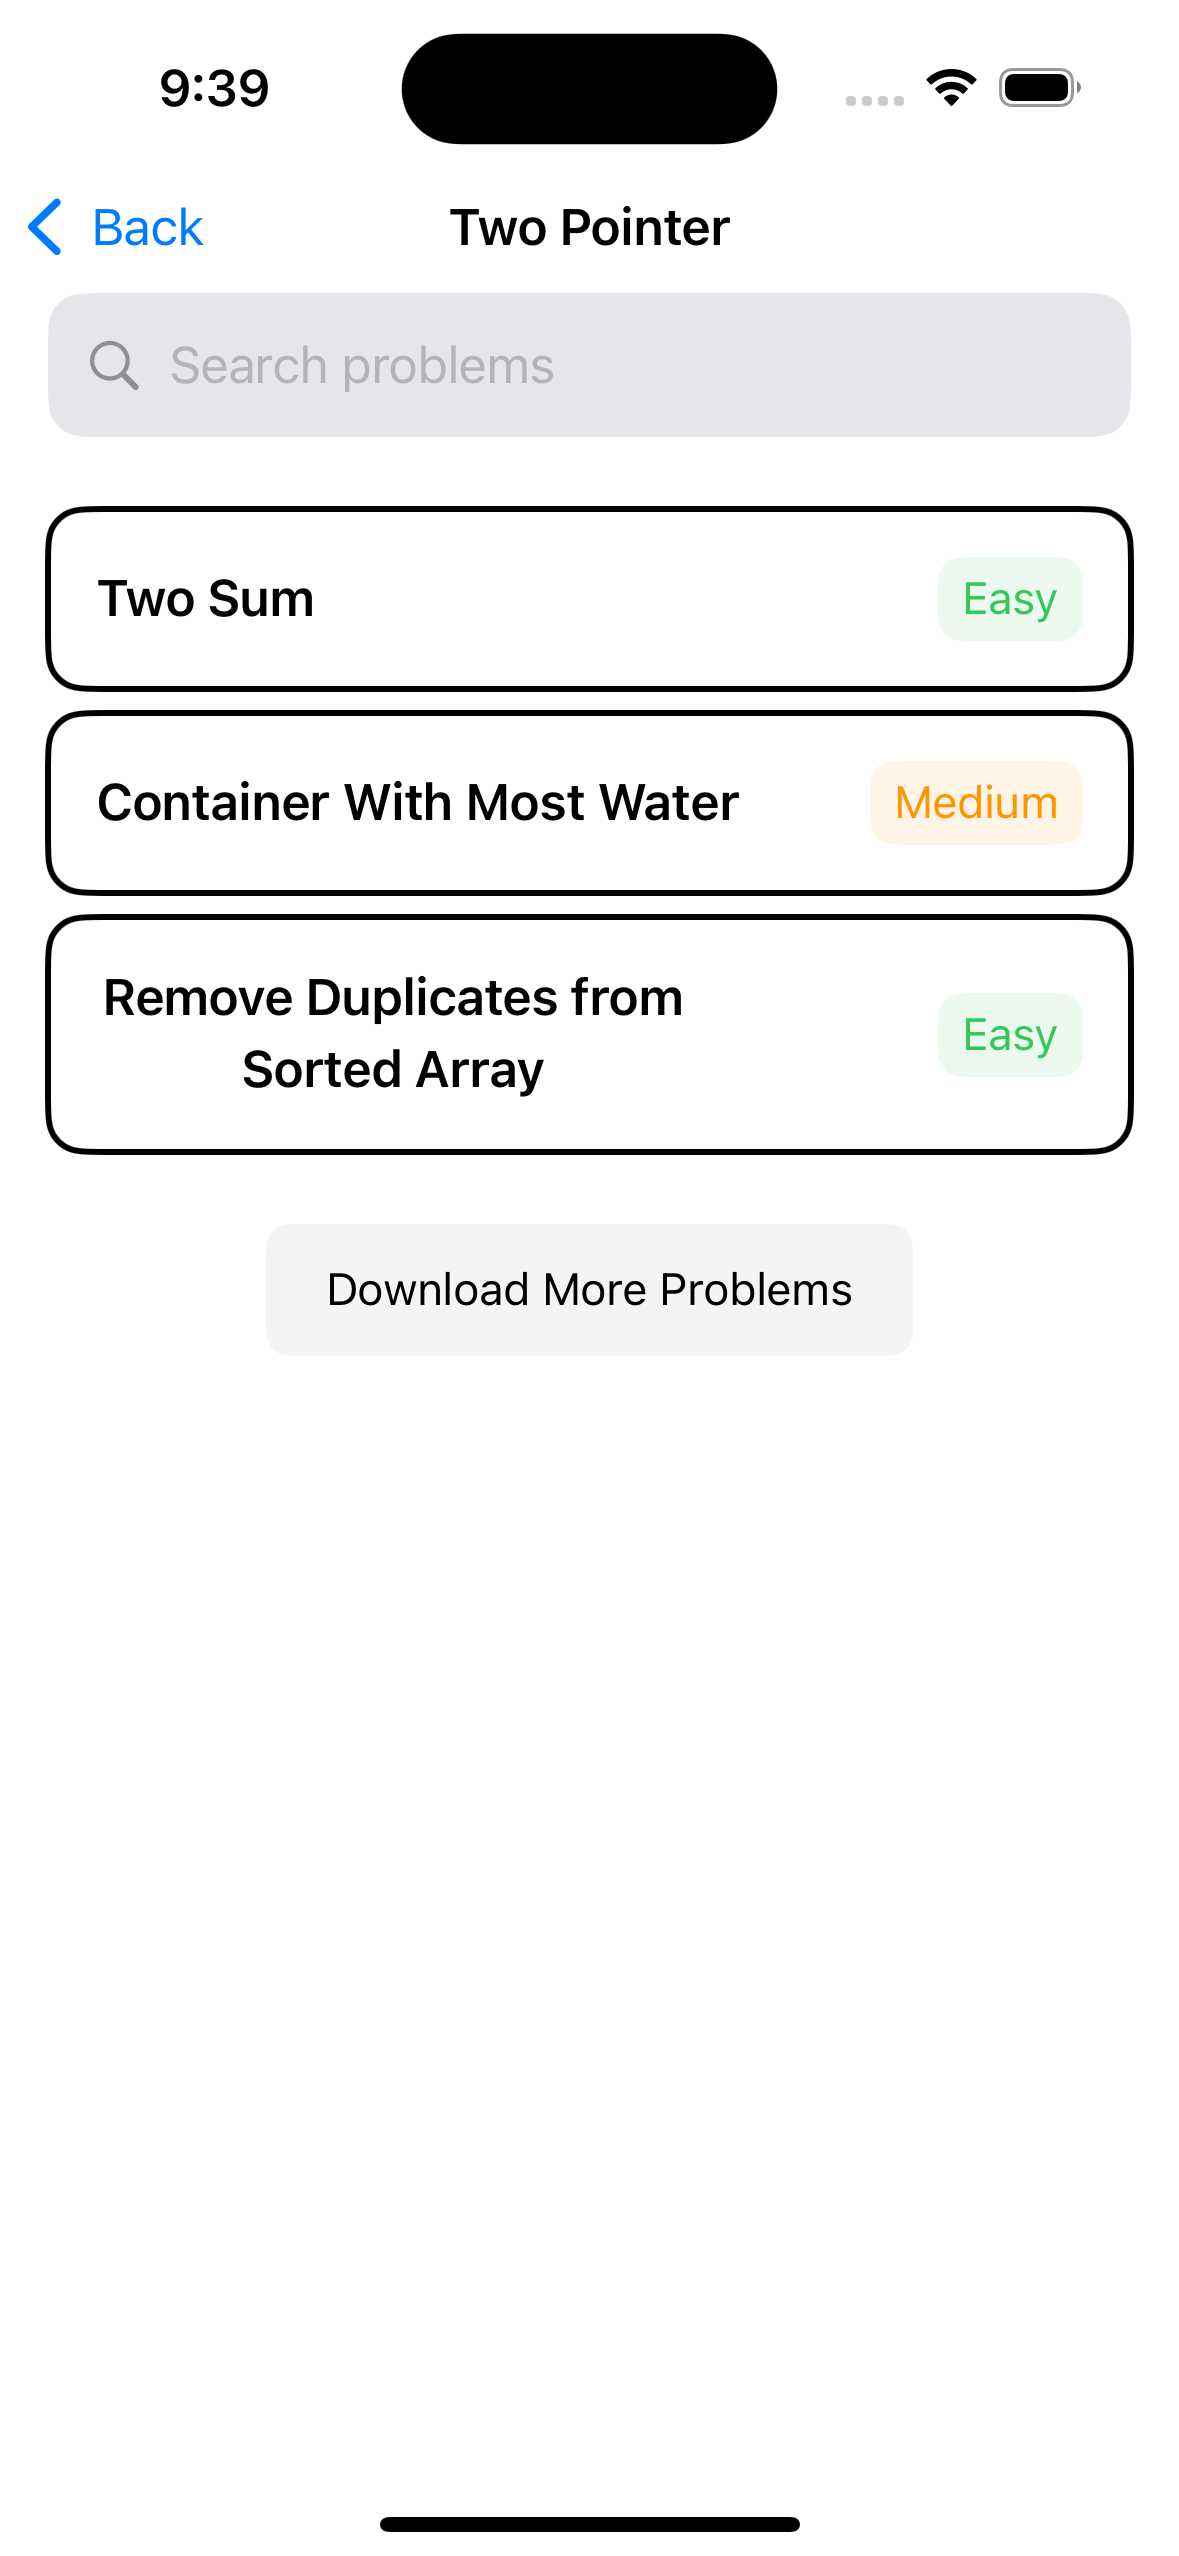 9:39
Back
Two Pointer
Search problems
Two Sum
Easy
Container With Most Water
Medium
Remove Duplicates from
Sorted Array
Easy
Download More Problems